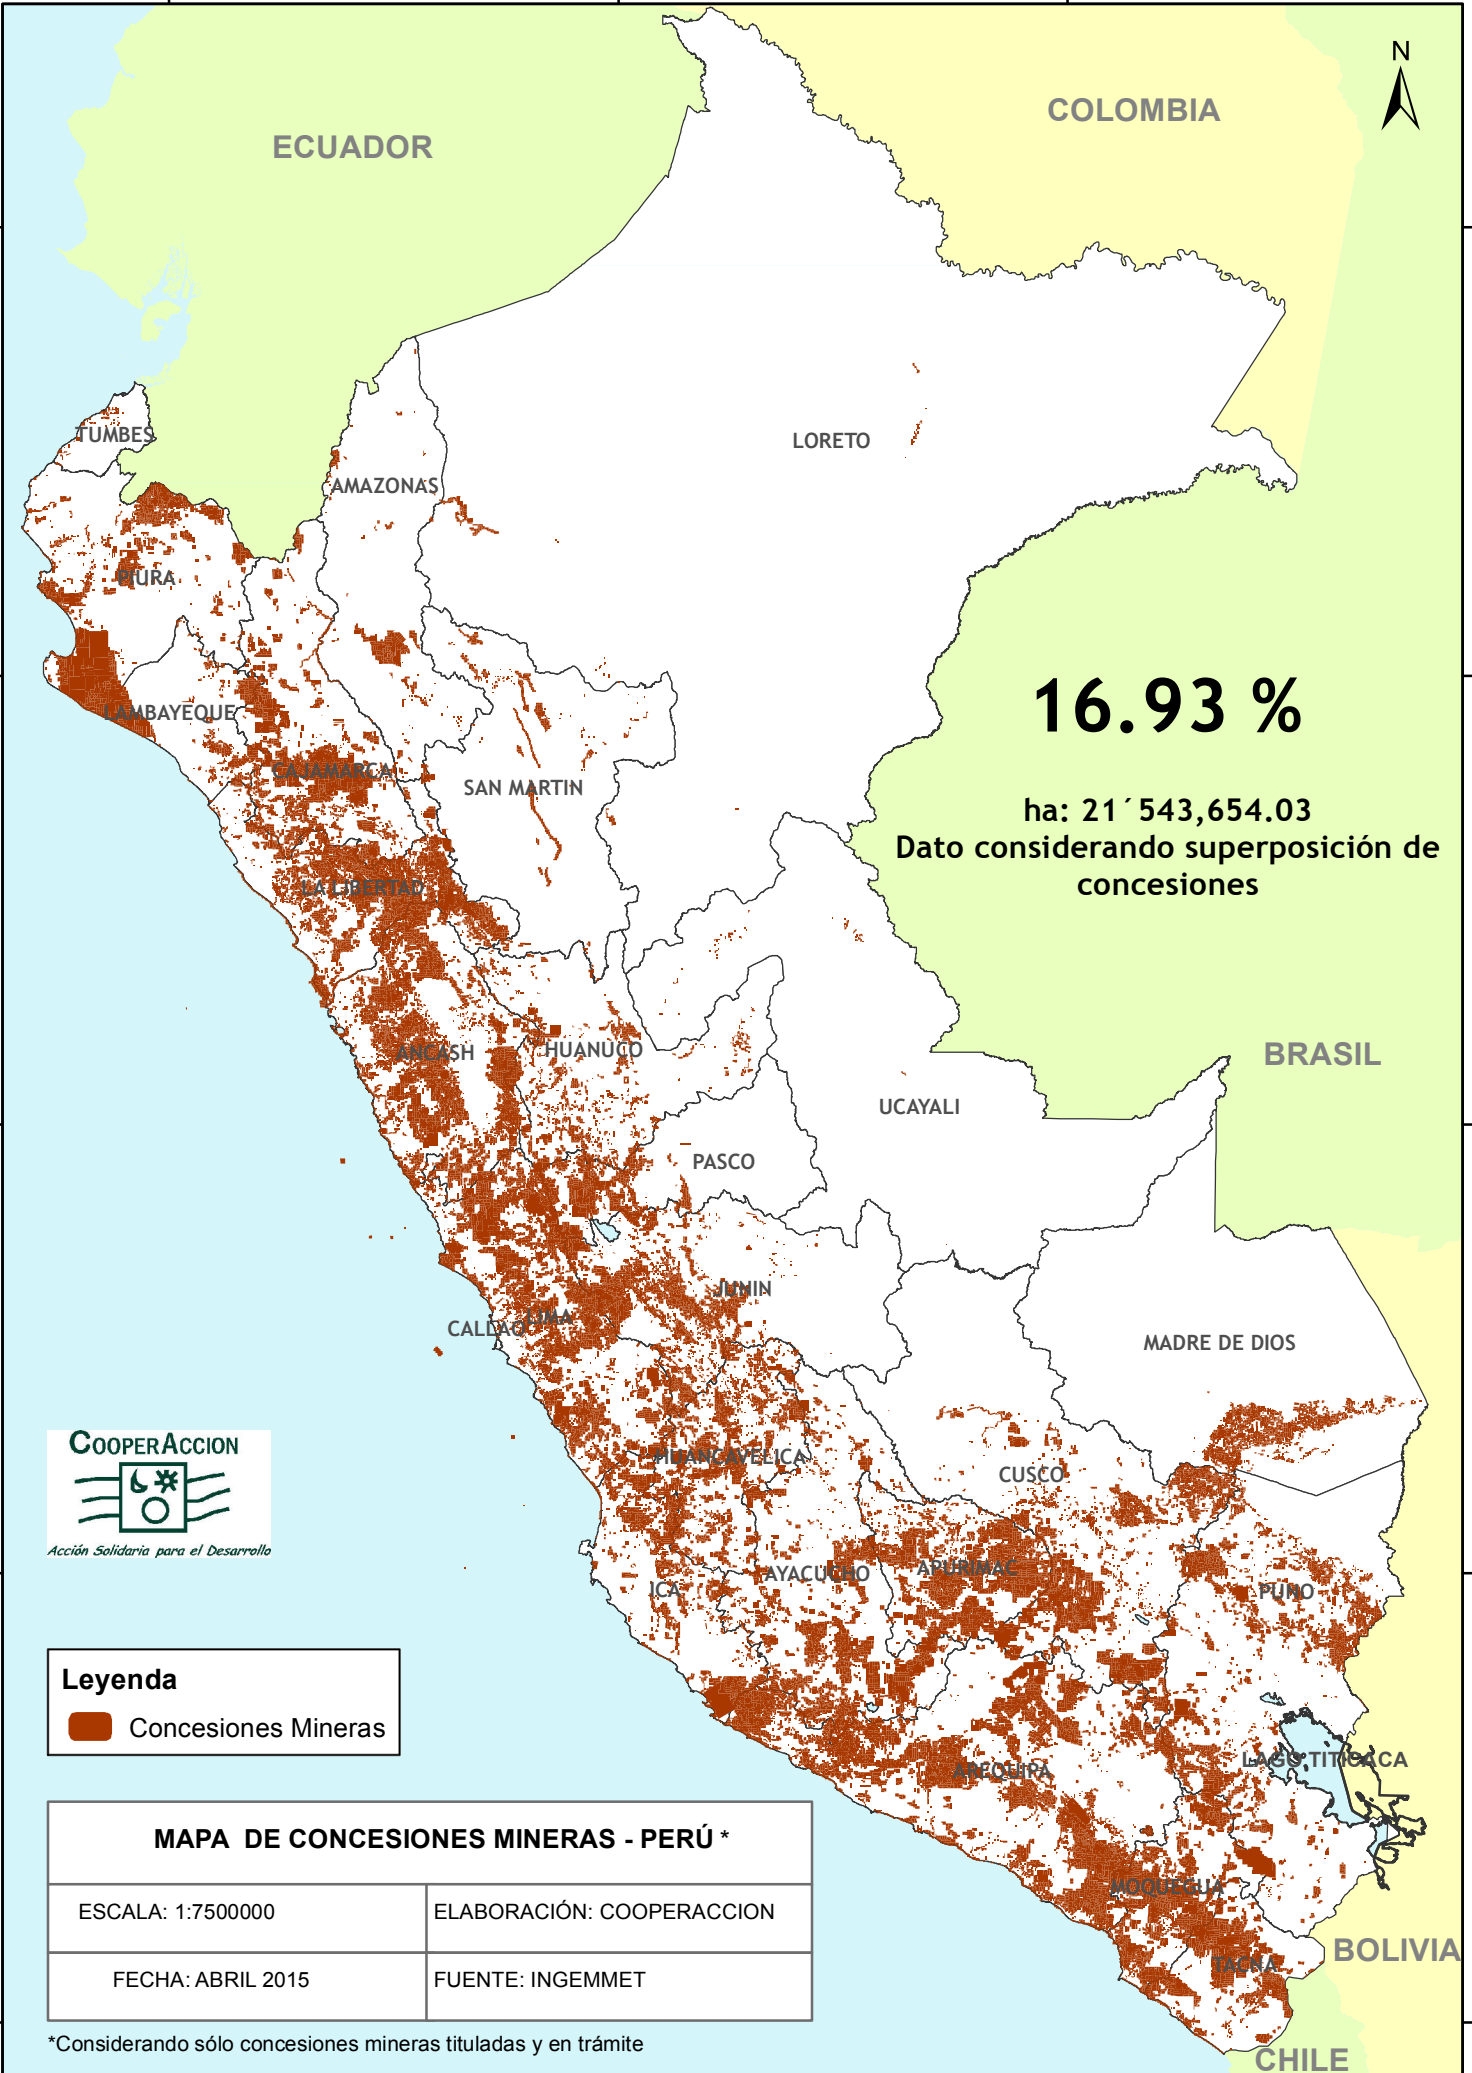 N
COLOMBIA
ECUADOR
TUMBES
LORETO
AMAZONAS
PIURA
LAMBAYEQUE
16.93 %
CAJAMARCA
SAN MARTIN
ha: 21´543,654.03
Dato considerando superposición de
concesiones
LA LIBERTAD
ANCASH
HUANUCO
BRASIL
UCAYALI
PASCO
JUNIN
LIMA
CALLAO
MADRE DE DIOS
COOPERACCION
Acción Solidaria para el Desarrollo
HUANCAVELICA
CUSCO
AYACUCHO
APURIMAC
ICA
PUNO
Leyenda
Concesiones Mineras
LAGO TITICACA
AREQUIPA
MAPA DE CONCESIONES MINERAS - PERÚ *
MOQUEGUA
ESCALA: 1:7500000
ELABORACIÓN: COOPERACCION
BOLIVIA
TACNA
FECHA: ABRIL 2015
FUENTE: INGEMMET
*Considerando sólo concesiones mineras tituladas y en trámite
CHILE